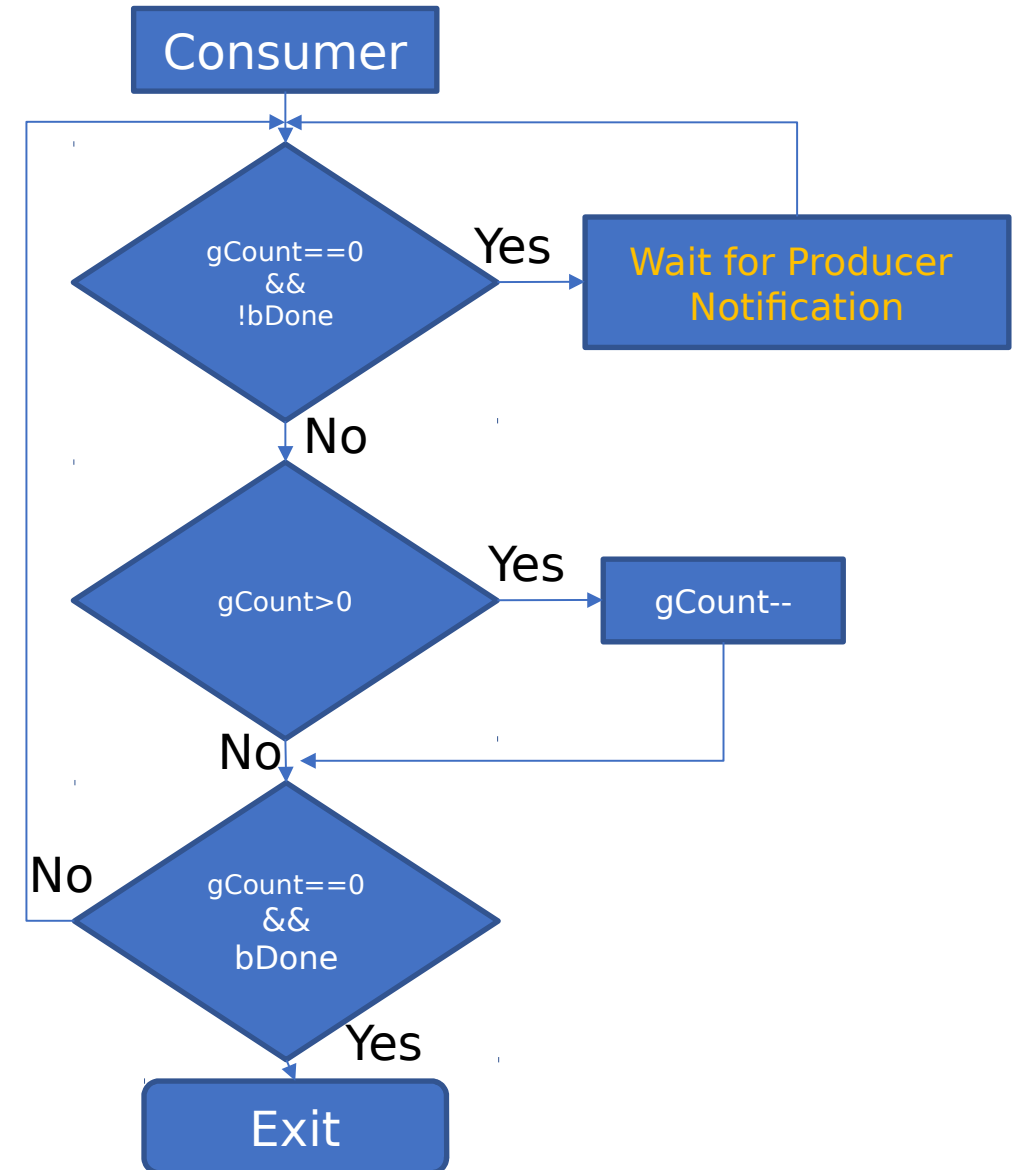 Consumer
gCount==0
&&
!bDone
Yes
Wait for Producer
Notification
No
gCount>0
Yes
gCount--
No
gCount==0
&&
bDone
No
Yes
Exit